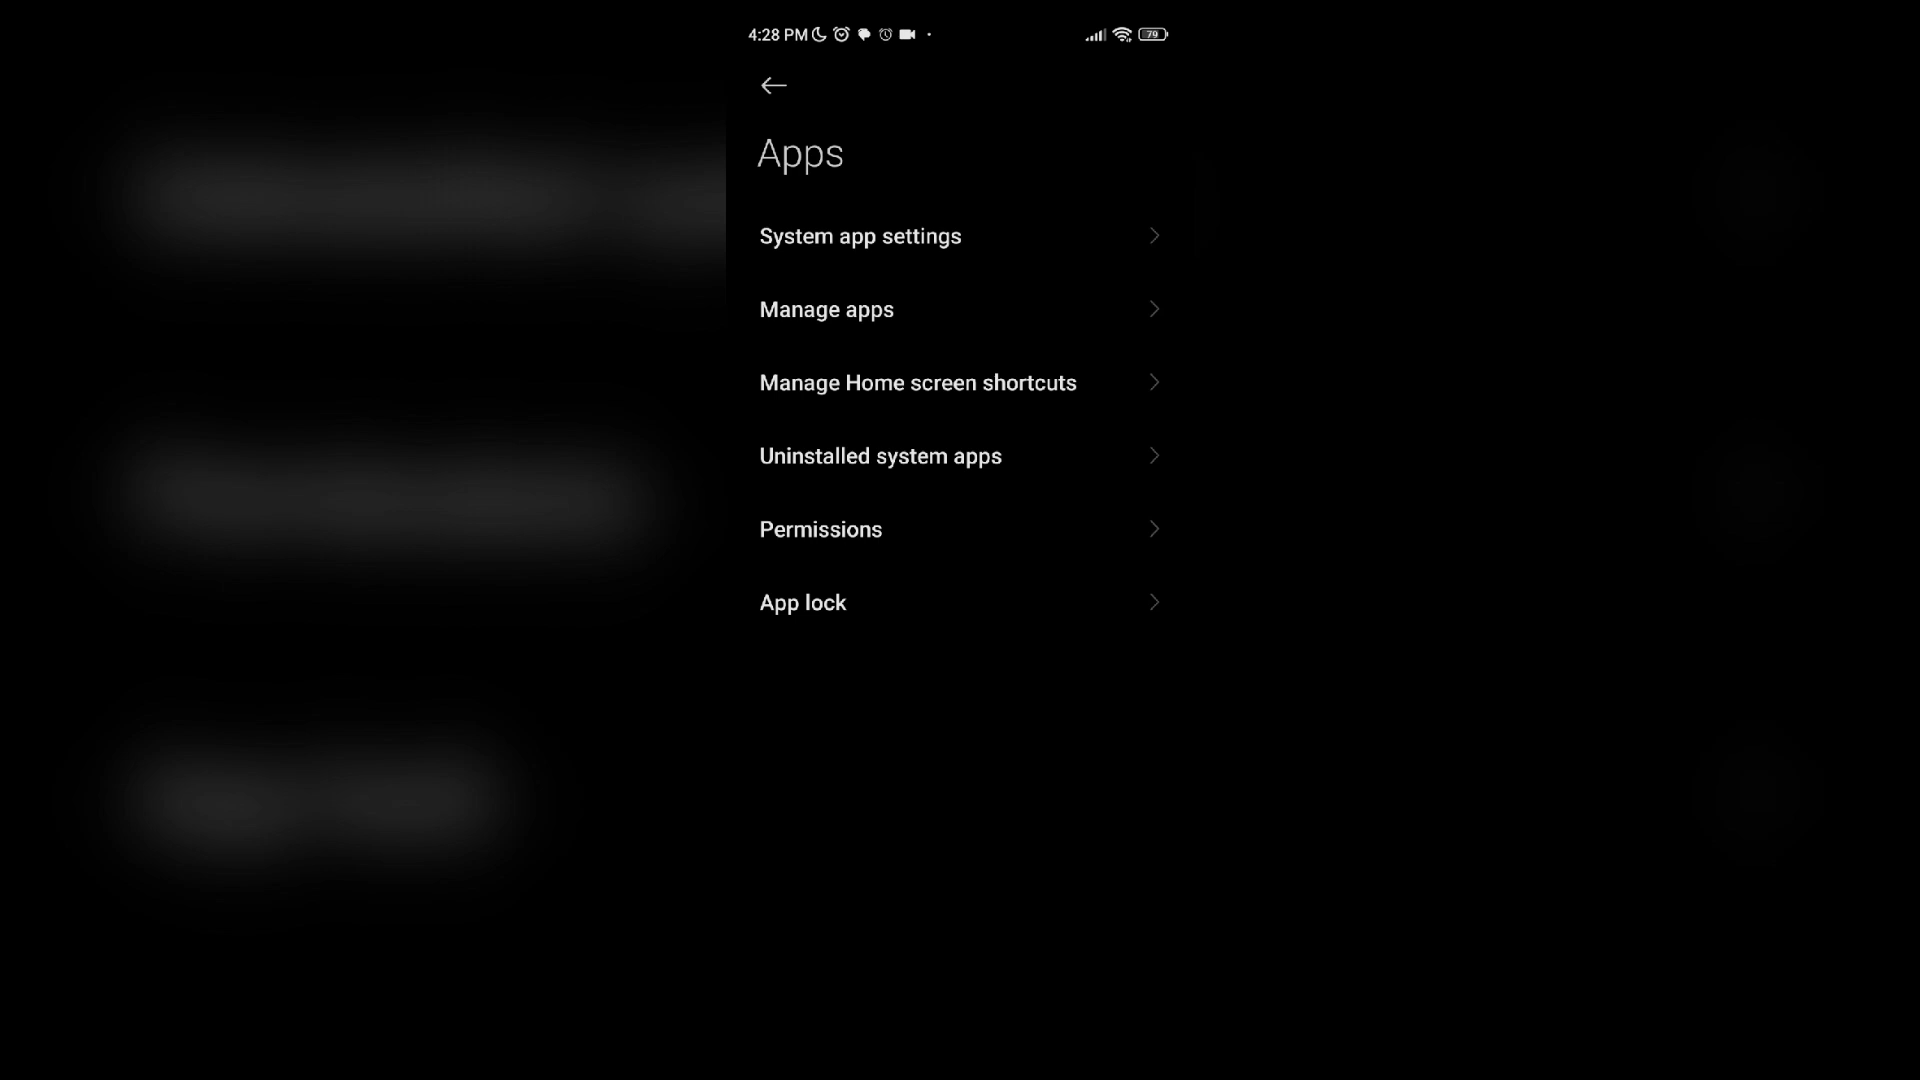 4:28 PM
79
Apps
System app settings
Manage apps
Manage Home screen shortcuts
Uninstalled system apps
Permissions
App lock